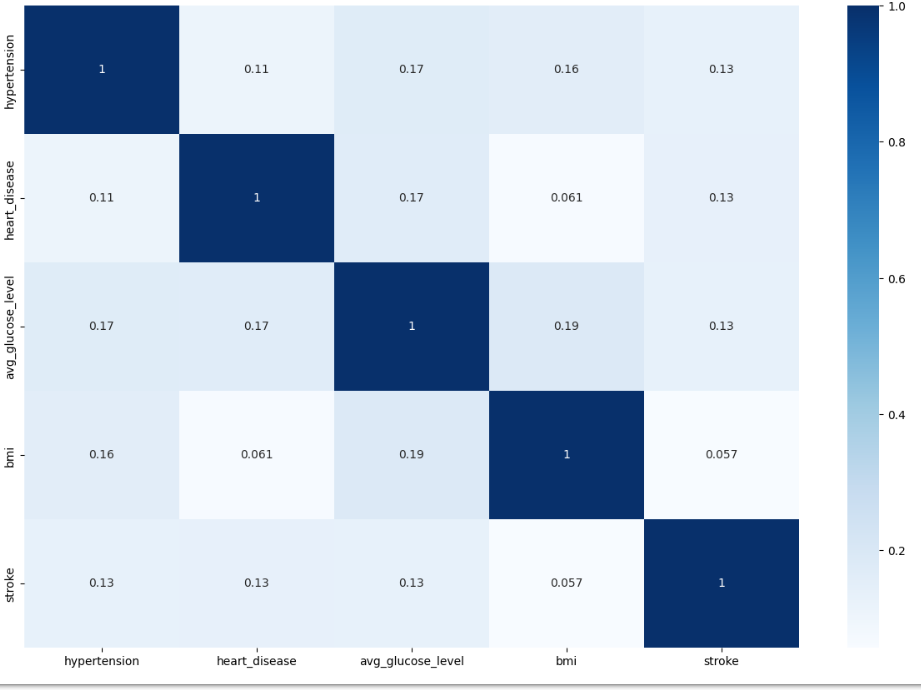 hypertension 1 0.11 0.17 0.16 0.13
heart_disease 0.11 1 0.17 0.061 0.13
avg_glucose_level 0.17 0.17 1 0.19 0.13
bmi 0.16 0.061 0.19 1 0.057
stroke 0.13 0.13 0.13 0.057 1
hypertension heart_disease avg_glucose_level bmi stroke
1.0
0.8
0.6
0.4
0.2